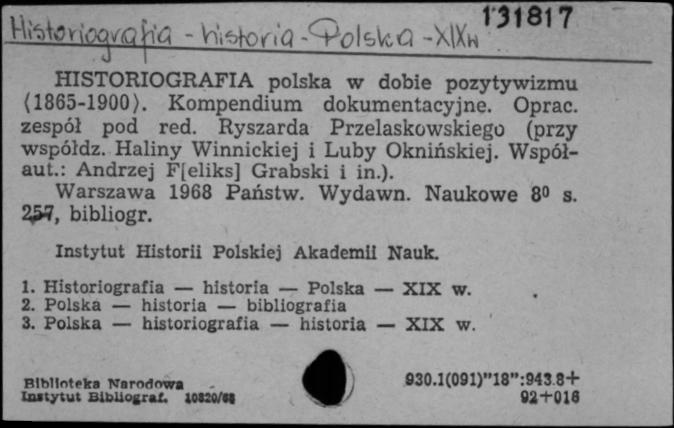 131817
Historiografia - historia - Polska - XIXw
HISTORIOGRAFIA polska w dobie pozytywizmu
⟨1865-1900⟩. Kompendium dokumentacyjne. Oprac.
zespół pod red. Ryszarda Przelaskowskiego (przy
współdz. Haliny Winnickiej i Luby Oknińskiej. Współ-
aut.: Andrzej F[eliks] Grabski i in.).
Warszawa 1968 Państw. Wydawn. Naukowe 8⁰ s.
257, bibliogr.
Instytut Historii Polskiej Akademii Nauk.
1. Historiografia — historia — Polska — XIX w.
2. Polska — historia — bibliografia
3. Polska — historiografia — historia — XIX w.
Biblioteka Narodowa
Instytut Bibliograf. 10820/68
930.1(091)"18":943.8+
92+016